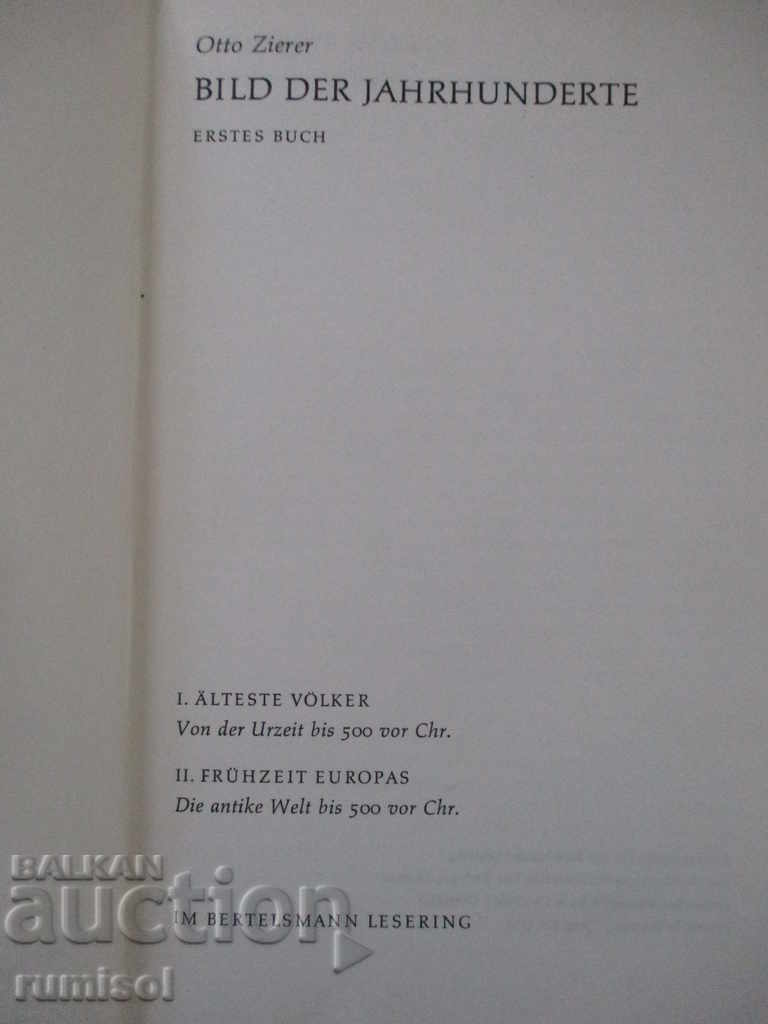 Otto Zierer
BILD DER JAHRHUNDERTE
ERSTES BUCH
I. ÄLTESTE VÖLKER
Von der Urzeit bis 500 vor Chr.
II. FRÜHZEIT EUROPAS
Die antike Welt bis 500 vor Chr.
IM BERTELSMANN LESERING
BALKAN
auction
rumisol